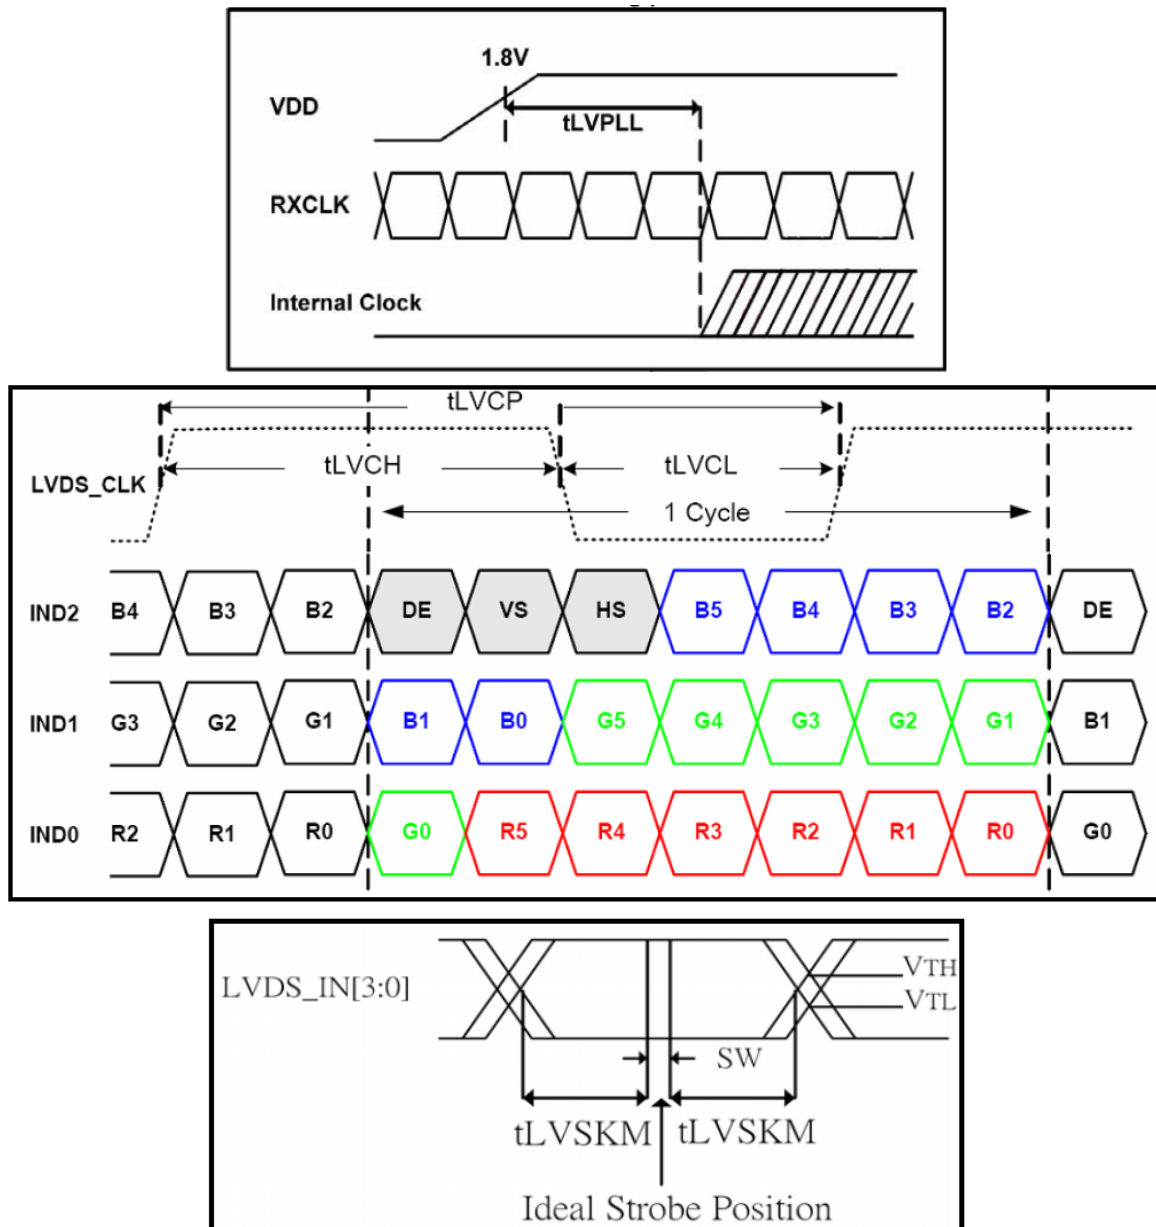 1.8V
VDD
tLVPLL
RXCLK
Internal Clock
tLVCP
tLVCH tLVCL
LVDS_CLK
1 Cycle
IND2 B4 B3 B2 DE VS HS B5 B4 B3 B2 DE
IND1 G3 G2 G1 B1 B0 G5 G4 G3 G2 G1 B1
IND0 R2 R1 R0 G0 R5 R4 R3 R2 R1 R0 G0
VTH
LVDS_IN[3:0]
VTL
SW
tLVSKM tLVSKM
Ideal Strobe Position